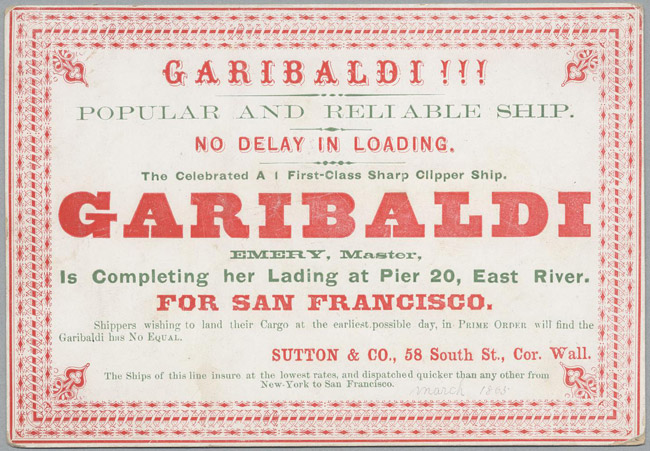 GARIBALDI!!!
POPULAR AND RELIABLE SHIP.
NO DELAY IN LOADING.
The Celebrated A 1 First-Class Sharp Clipper Ship.
GARIBALDI
EMERY, Master,
Is Completing her Lading at Pier 20, East River.
FOR SAN FRANCISCO.
Shippers wishing to land their Cargo at the earliest possible day, in PRIME ORDER will find the
Garibaldi has NO EQUAL.
SUTTON & CO., 58 South St., Cor. Wall.
The Ships of this line insure at the lowest rates, and dispatched quicker than any other from
New-York to San Francisco.
March